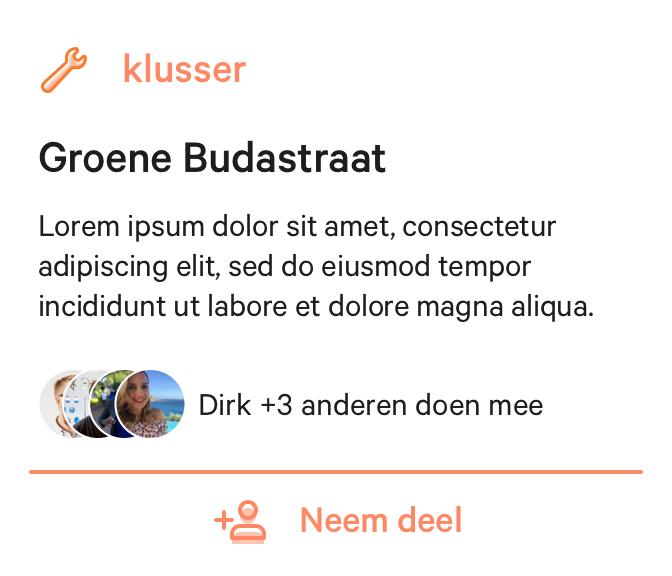 klusser
Groene Budastraat
Lorem ipsum dolor sit amet, consectetur
adipiscing elit, sed do eiusmod tempor
incididunt ut labore et dolore magna aliqua.
Dirk +3 anderen doen mee
Neem deel